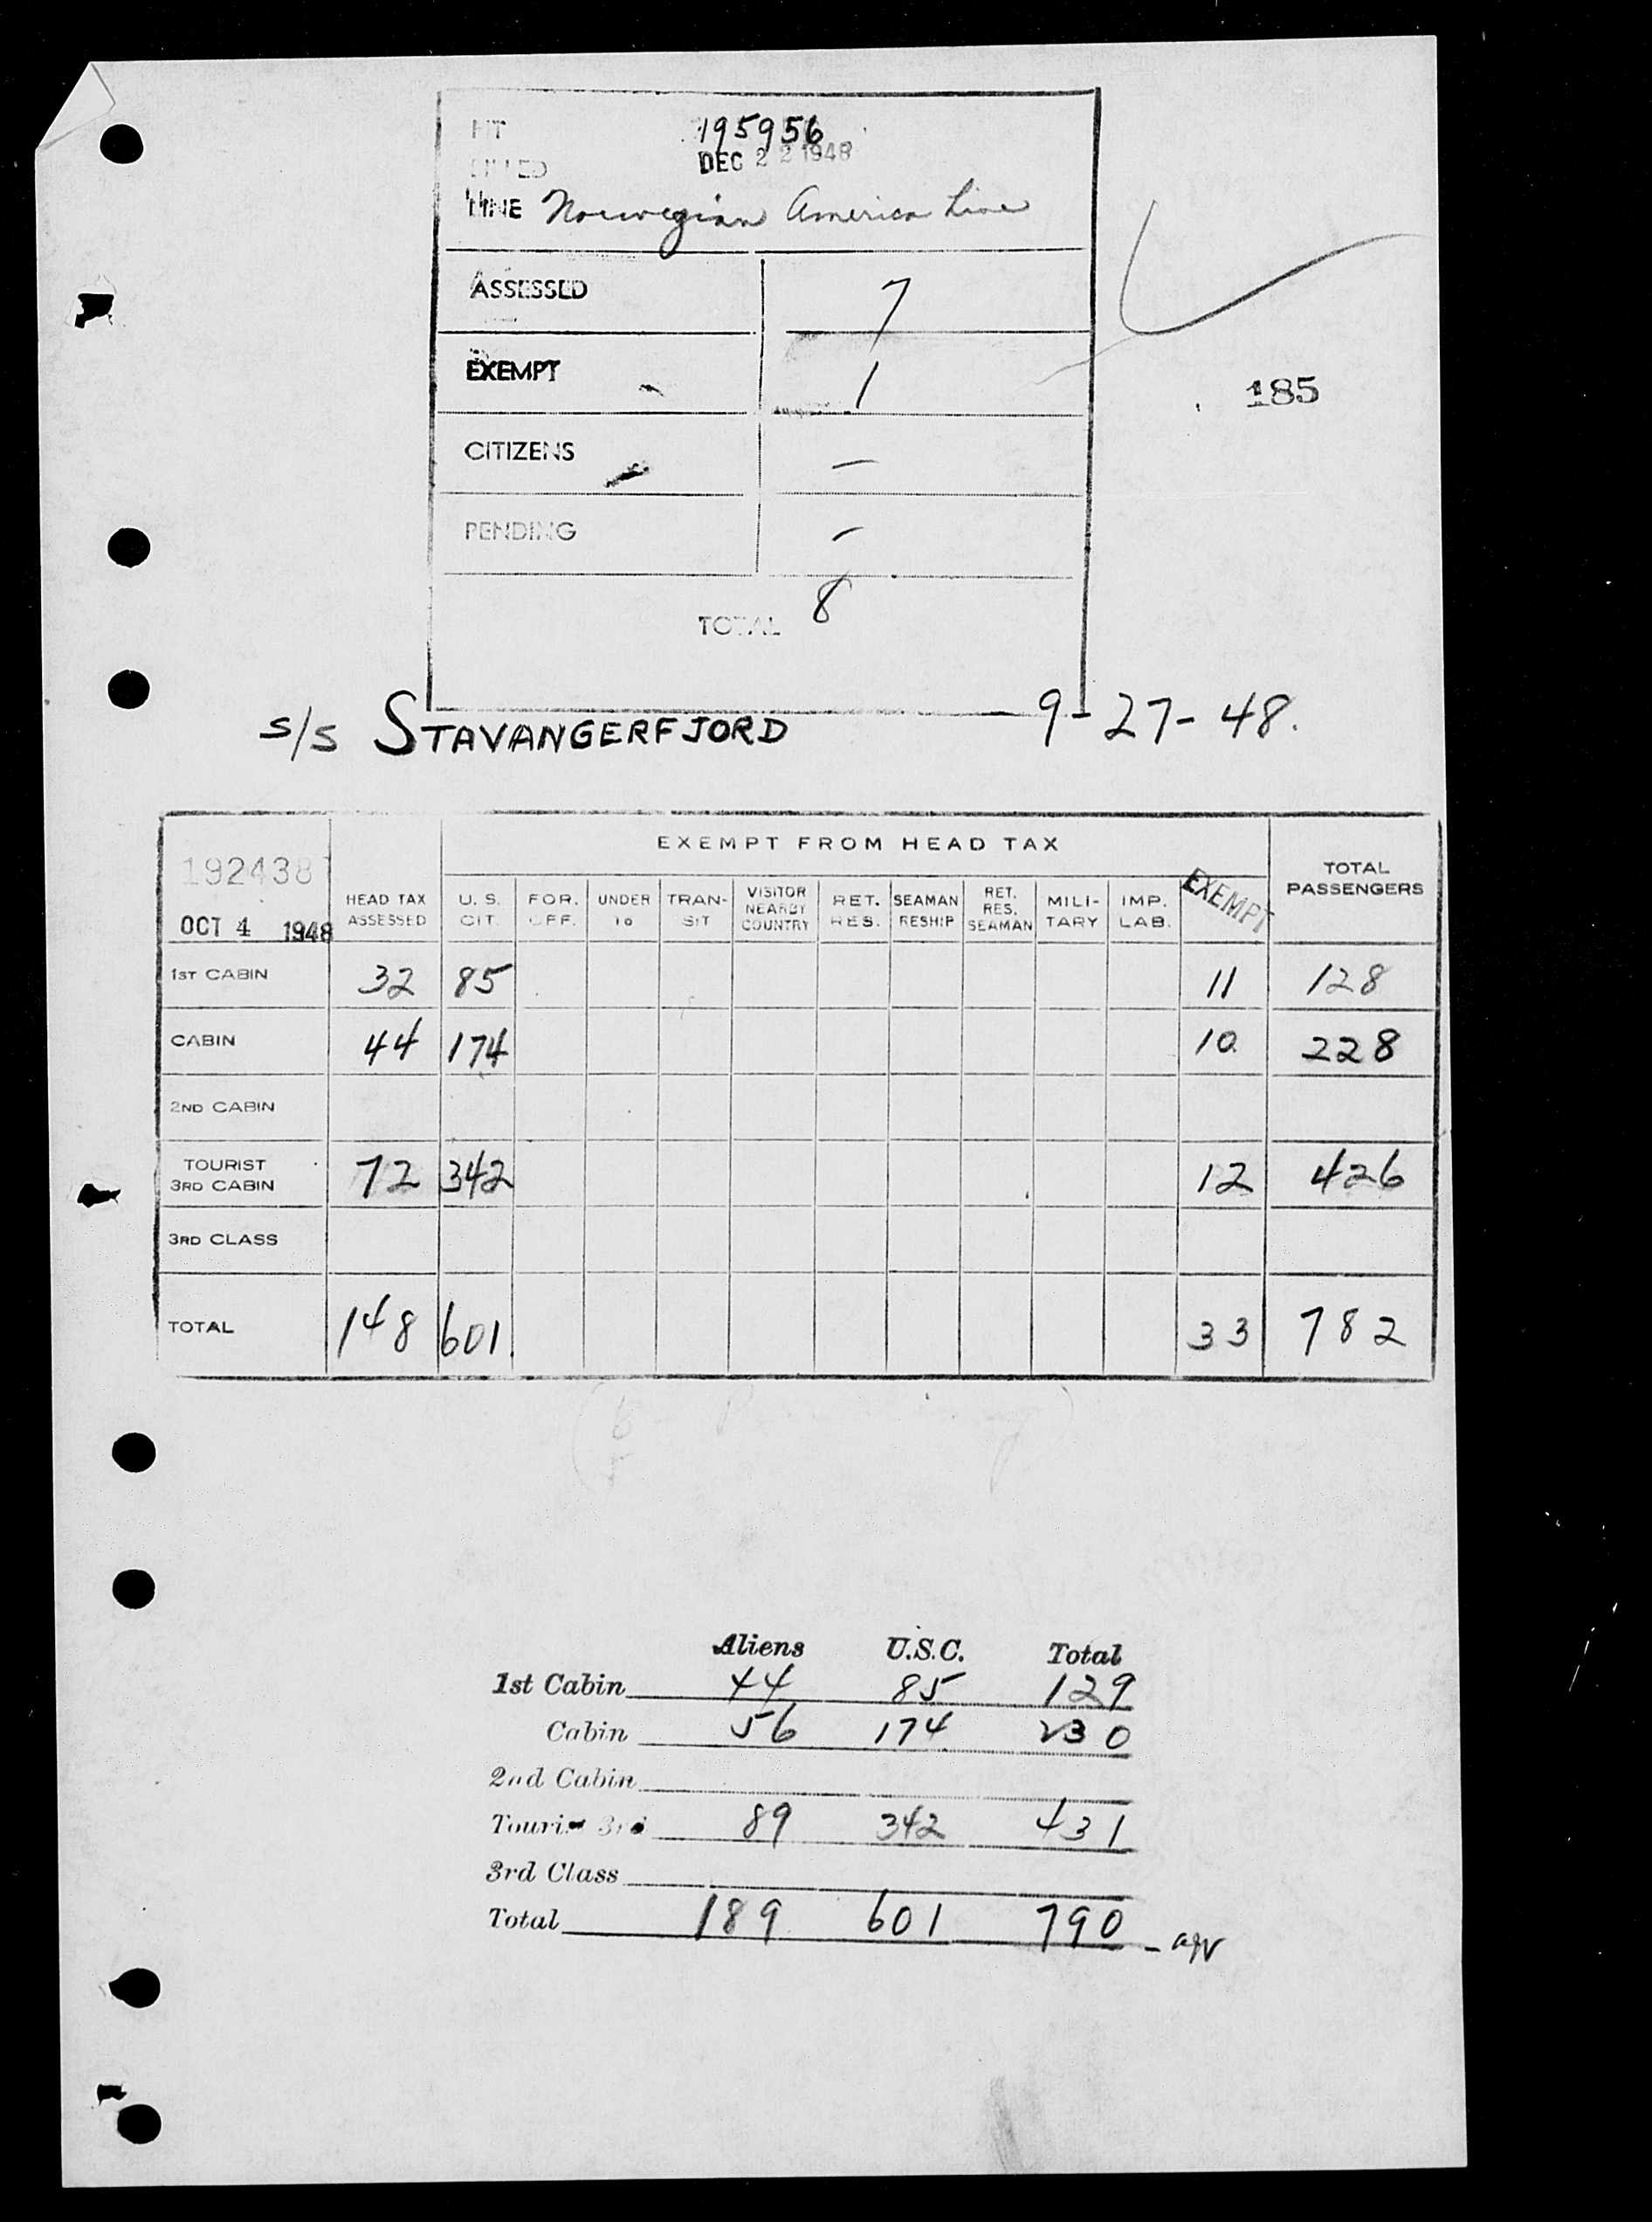 HT 195956
BILLED DEC 22 1948
LINE Norwegian America Line
ASSESSED 7
EXEMPT 1
185
CITIZENS –
PENDING –
TOTAL 8
s/s STAVANGERFJORD 9-27-48.
EXEMPT FROM HEAD TAX
192438
OCT 4 1948
HEAD TAX ASSESSED U. S. CIT. FOR. OFF. UNDER 16 TRAN- SIT VISITOR NEARBY COUNTRY RET. RES. SEAMAN RESHIP RET. RES. SEAMAN MILI- TARY IMP. LAB. EXEMPT TOTAL PASSENGERS
1ST CABIN 32 85 11 128
CABIN 44 174 10 228
2ND CABIN
TOURIST 3RD CABIN 72 342 12 426
3RD CLASS
TOTAL 148 601 33 782
Aliens U.S.C. Total
1st Cabin 44 85 129
Cabin 56 174 230
2nd Cabin
Tourist 3rd 89 342 431
3rd Class
Total 189 601 790